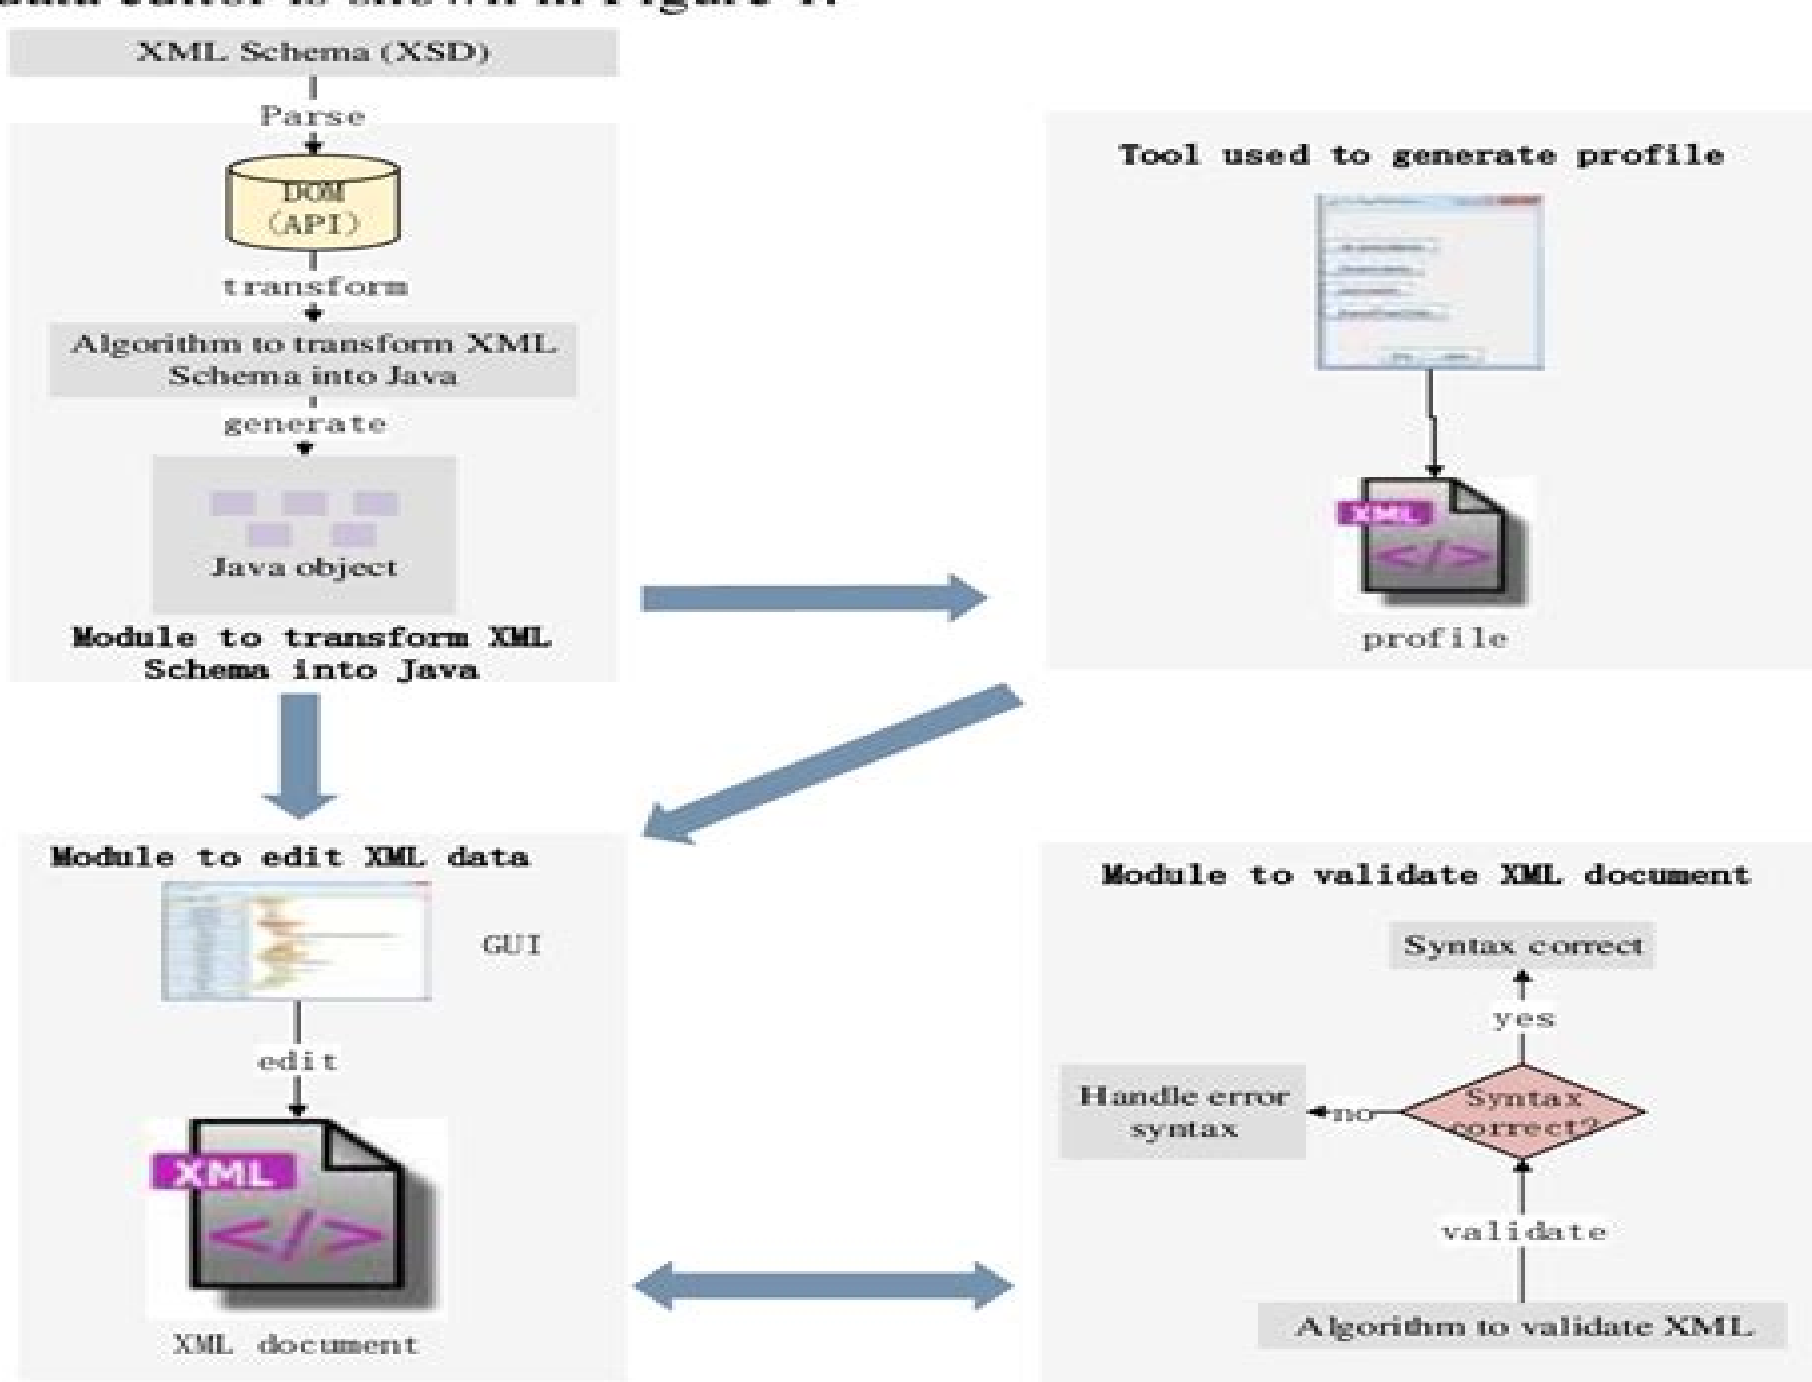 XML Schema (XSD)
Parse
DOM
(API)
transform
Algorithm to transform XML
Schema into Java
generate
Java object
Module to transform XML
Schema into Java
Tool used to generate profile
XML
</>
profile
Module to edit XML data
GUI
edit
XML
</>
XML document
Module to validate XML document
Syntax correct
yes
Handle error
syntax
no
Syntax
correct?
validate
Algorithm to validate XML